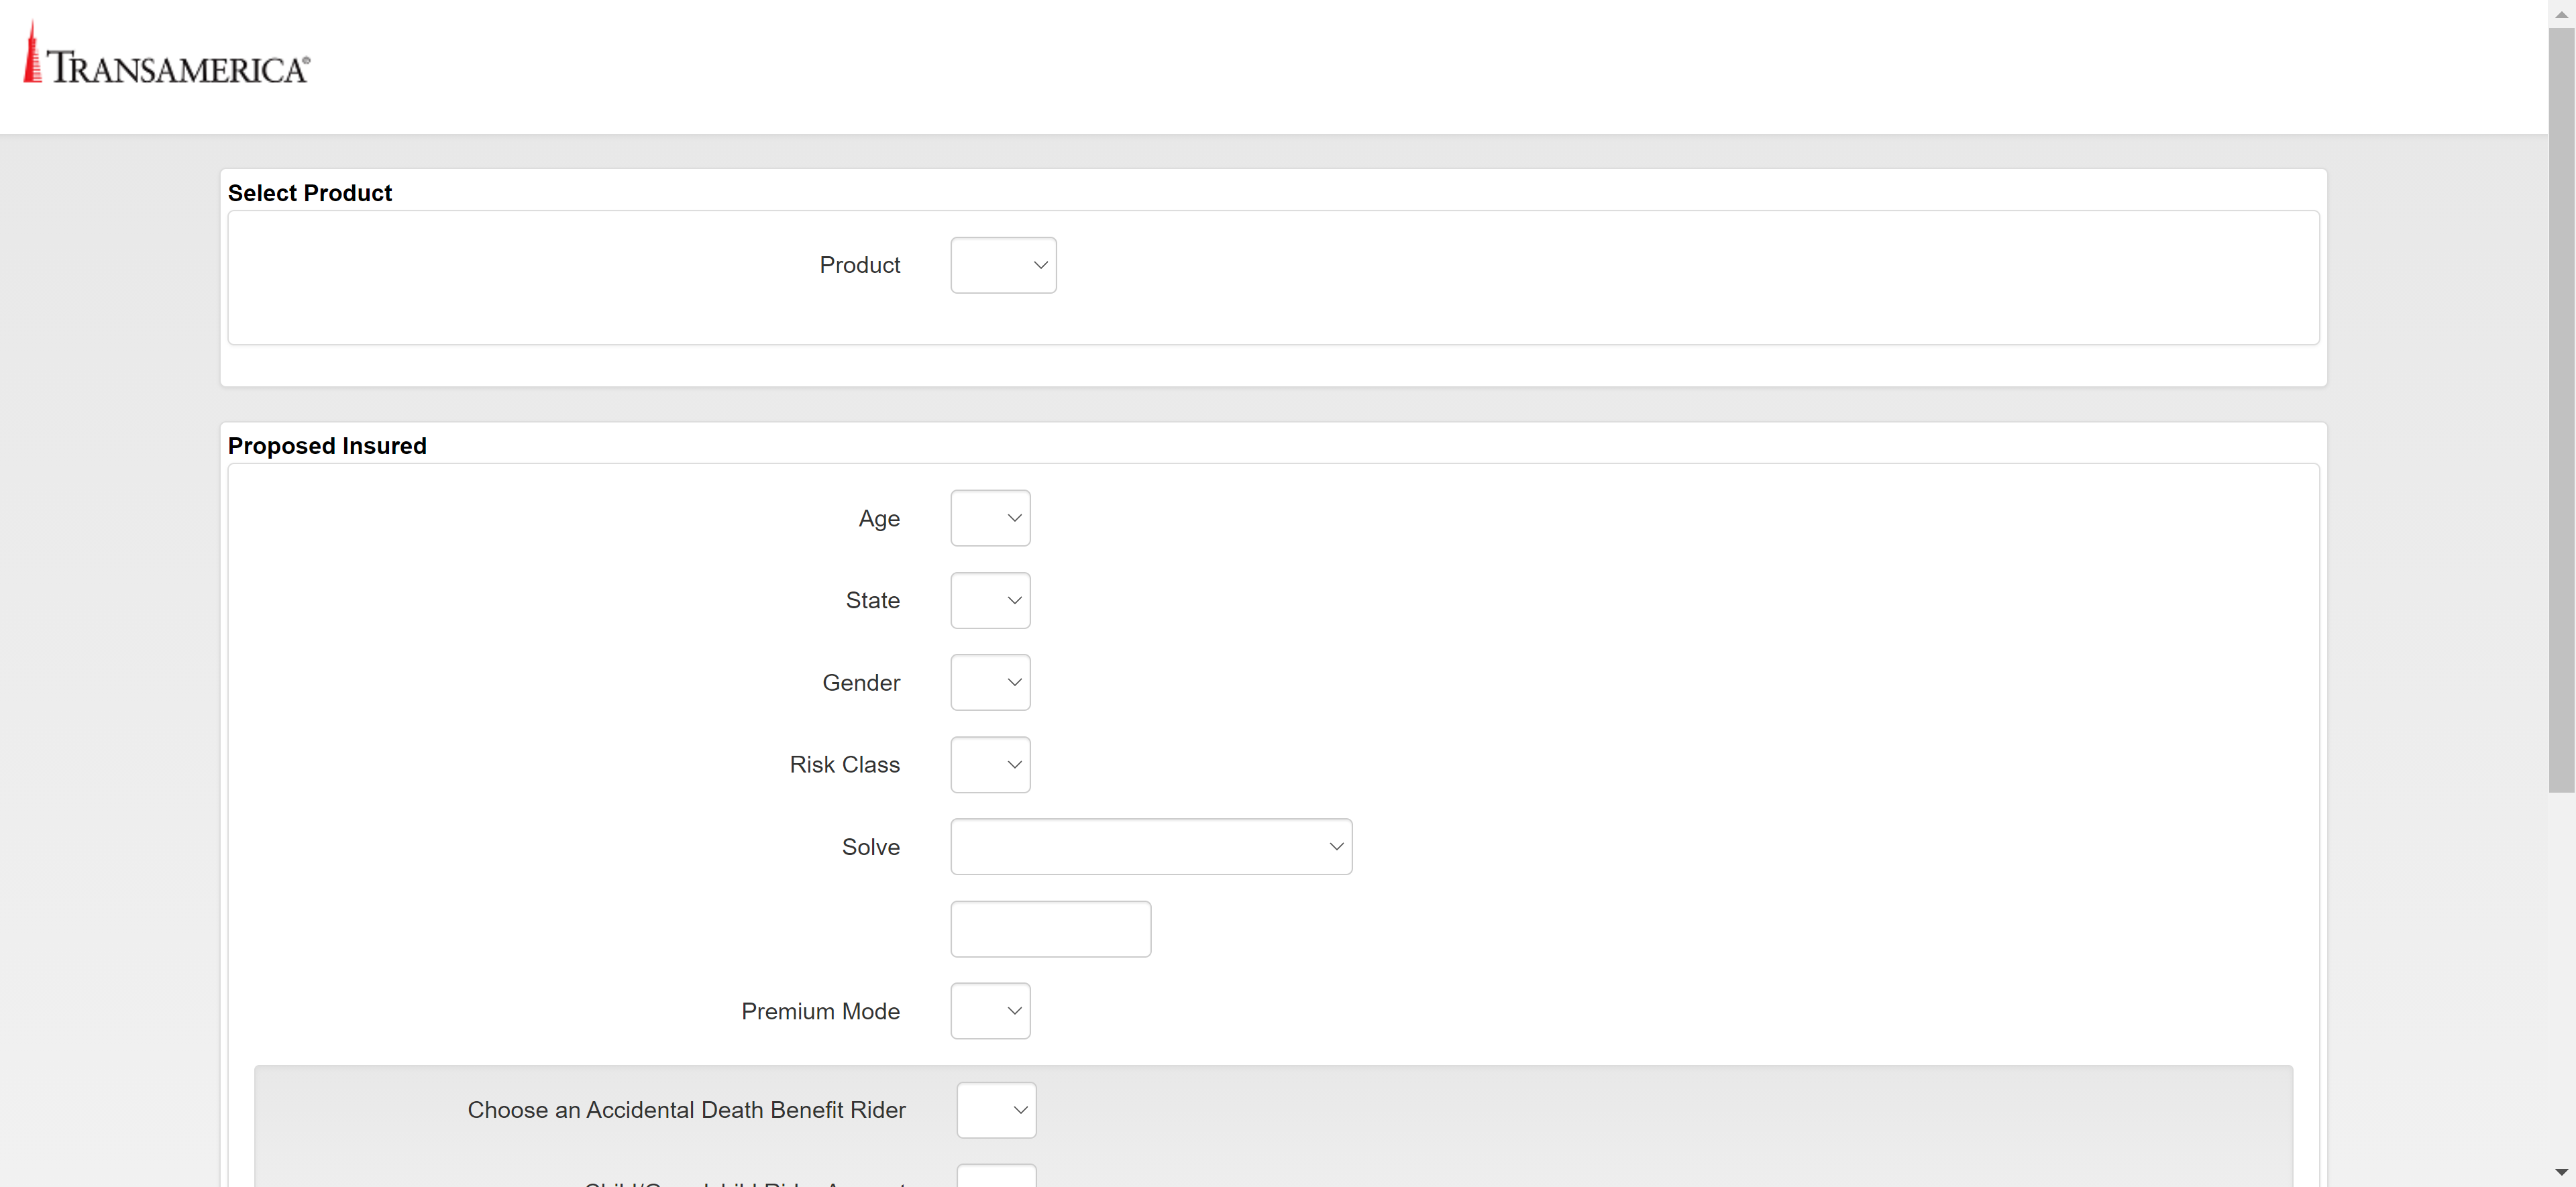 TRANSAMERICA®
Select Product
Product
Proposed Insured
Age
State
Gender
Risk Class
Solve
Premium Mode
Choose an Accidental Death Benefit Rider